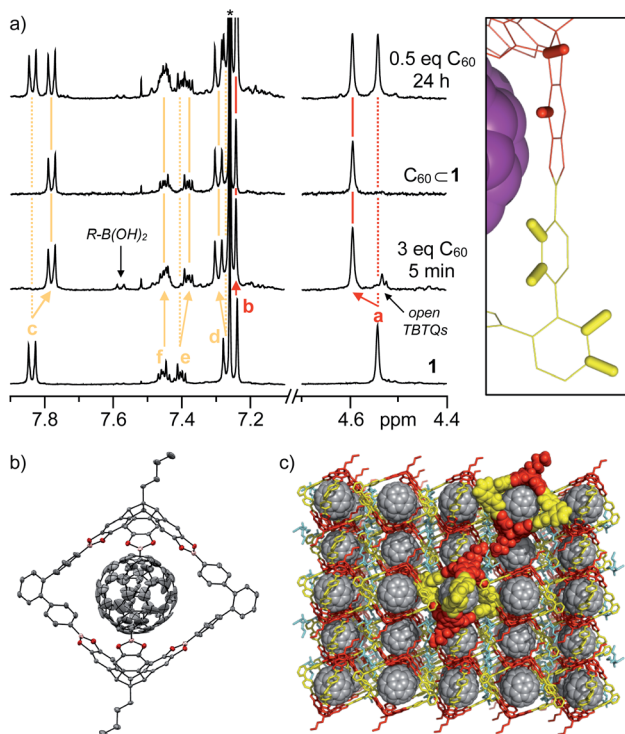 a)
*
0.5 eq C₆₀
24 h
C₆₀⊂1
R-B(OH)₂
3 eq C₆₀
5 min
b
c
a
open
TBTQs
d
f
e
1
7.8
7.6
7.4
7.2
4.6
ppm
4.4
b)
c)